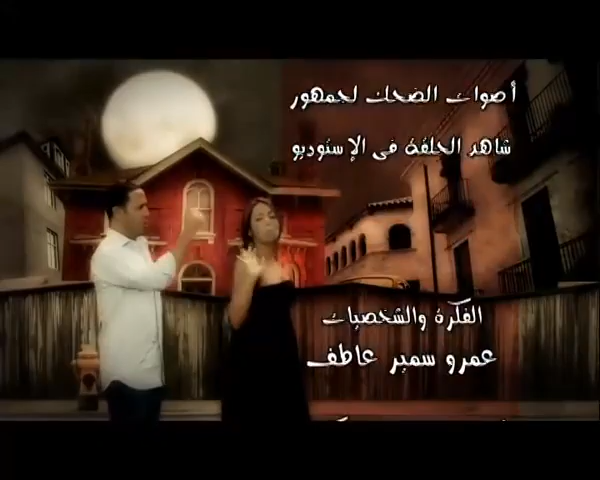 أصوات الضحك لجمهور
شاهد الحلقة فى الإستوديو
الفكرة والشخصيات
عمرو سمير عاطف